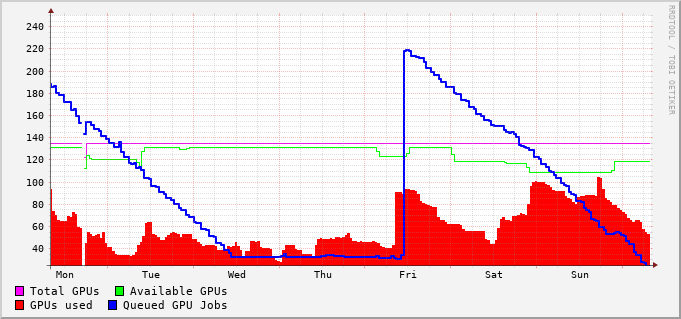 240
220
200
180
160
140
120
100
80
60
40
Mon Tue Wed Thu Fri Sat Sun
Total GPUs Available GPUs
GPUs used Queued GPU Jobs
RRDTOOL / TOBI OETIKER